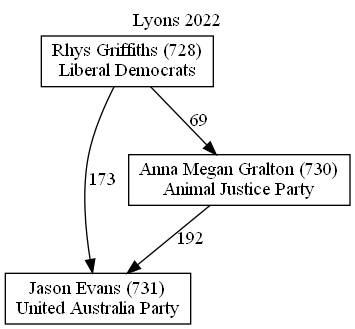 Lyons 2022
Rhys Griffiths (728)
Liberal Democrats
69
Anna Megan Gralton (730)
Animal Justice Party
173
192
Jason Evans (731)
United Australia Party